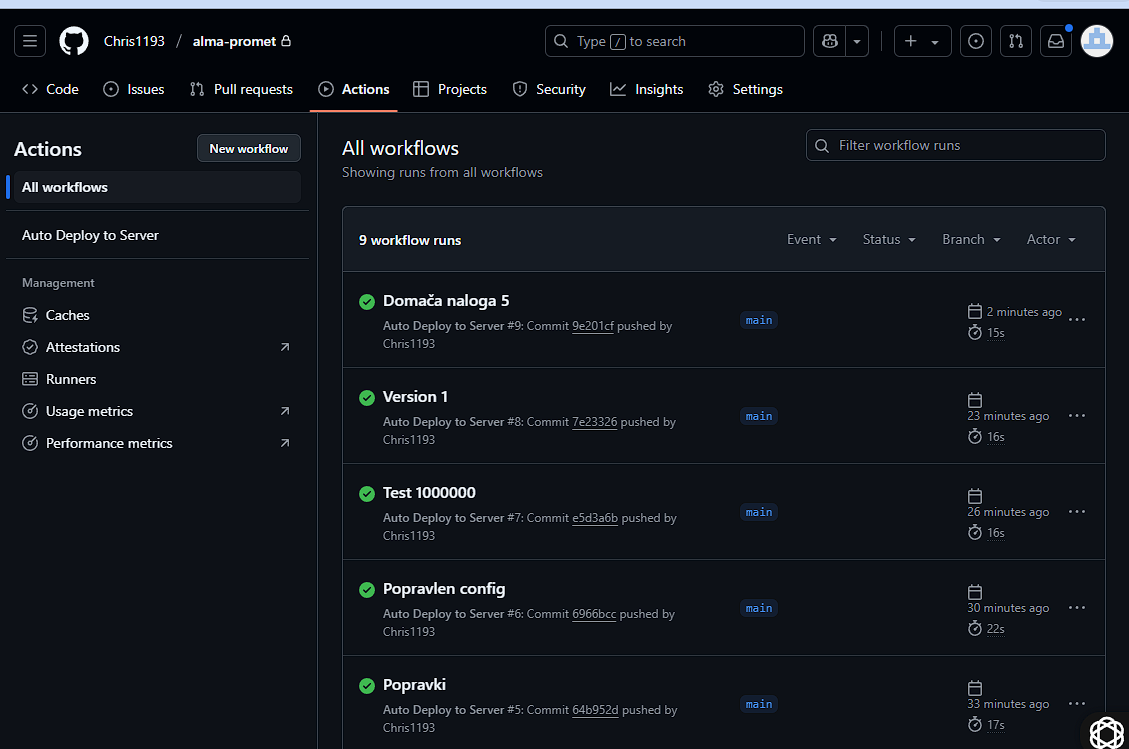 Chris1193 / alma-promet
Type / to search
Code
Issues
Pull requests
Actions
Projects
Security
Insights
Settings
Actions
New workflow
All workflows
Auto Deploy to Server
Management
Caches
Attestations
Runners
Usage metrics
Performance metrics
All workflows
Showing runs from all workflows
Filter workflow runs
9 workflow runs
Event
Status
Branch
Actor
Domača naloga 5
Auto Deploy to Server #9: Commit 9e201cf pushed by
Chris1193
main
2 minutes ago
15s
Version 1
Auto Deploy to Server #8: Commit 7e23326 pushed by
Chris1193
main
23 minutes ago
16s
Test 1000000
Auto Deploy to Server #7: Commit e5d3a6b pushed by
Chris1193
main
26 minutes ago
16s
Popravlen config
Auto Deploy to Server #6: Commit 6966bcc pushed by
Chris1193
main
30 minutes ago
22s
Popravki
Auto Deploy to Server #5: Commit 64b952d pushed by
Chris1193
main
33 minutes ago
17s